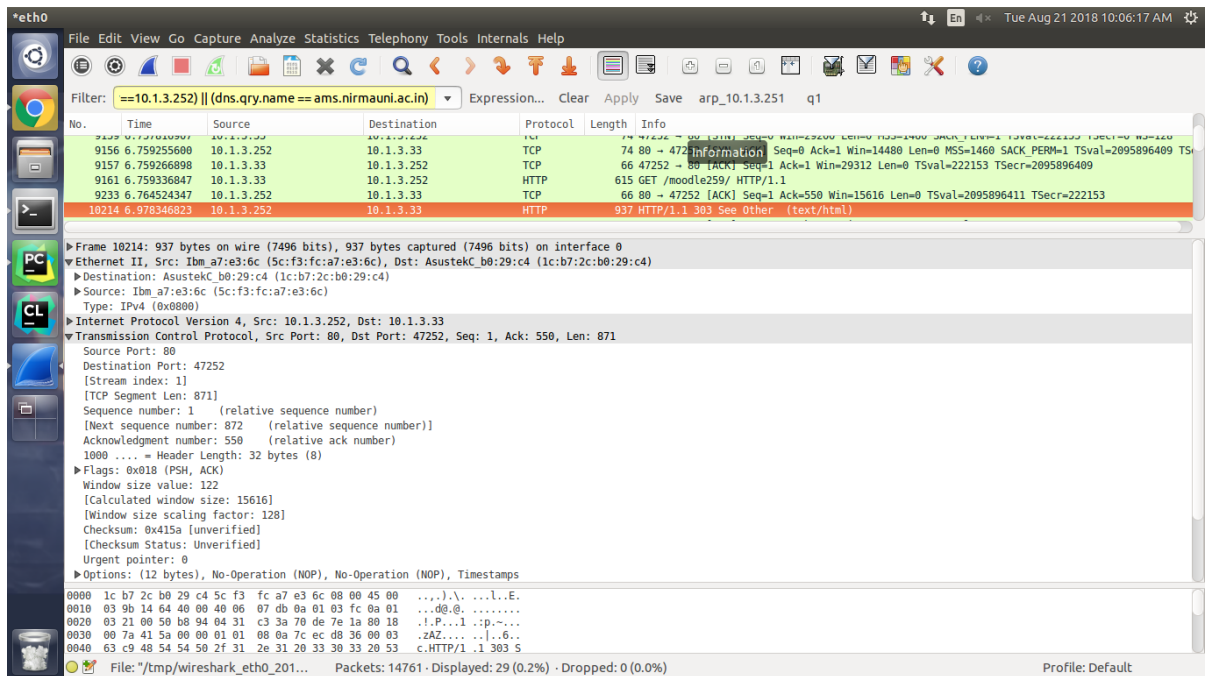 *eth0
En
Tue Aug 21 2018 10:06:17 AM
File Edit View Go Capture Analyze Statistics Telephony Tools Internals Help
Filter: ==10.1.3.252) || (dns.qry.name == ams.nirmauni.ac.in) Expression... Clear Apply Save arp_10.1.3.251 q1
No. Time Source Destination Protocol Length Info
9156 6.759255600 10.1.3.252 10.1.3.33 TCP 74 80 → 4725 Information Seq=0 Ack=1 Win=14480 Len=0 MSS=1460 SACK_PERM=1 TSval=2095896409
9157 6.759266898 10.1.3.33 10.1.3.252 TCP 66 47252 → 80 [ACK] Seq=1 Ack=1 Win=29312 Len=0 TSval=222153 TSecr=2095896409
9161 6.759336847 10.1.3.33 10.1.3.252 HTTP 615 GET /moodle259/ HTTP/1.1
9233 6.764524347 10.1.3.252 10.1.3.33 TCP 66 80 → 47252 [ACK] Seq=1 Ack=550 Win=15616 Len=0 TSval=2095896411 TSecr=222153
10214 6.978346823 10.1.3.252 10.1.3.33 HTTP 937 HTTP/1.1 303 See Other (text/html)
Frame 10214: 937 bytes on wire (7496 bits), 937 bytes captured (7496 bits) on interface 0
Ethernet II, Src: Ibm_a7:e3:6c (5c:f3:fc:a7:e3:6c), Dst: AsustekC_b0:29:c4 (1c:b7:2c:b0:29:c4)
Destination: AsustekC_b0:29:c4 (1c:b7:2c:b0:29:c4)
Source: Ibm_a7:e3:6c (5c:f3:fc:a7:e3:6c)
Type: IPv4 (0x0800)
Internet Protocol Version 4, Src: 10.1.3.252, Dst: 10.1.3.33
Transmission Control Protocol, Src Port: 80, Dst Port: 47252, Seq: 1, Ack: 550, Len: 871
Source Port: 80
Destination Port: 47252
[Stream index: 1]
[TCP Segment Len: 871]
Sequence number: 1 (relative sequence number)
[Next sequence number: 872 (relative sequence number)]
Acknowledgment number: 550 (relative ack number)
1000 .... = Header Length: 32 bytes (8)
Flags: 0x018 (PSH, ACK)
Window size value: 122
[Calculated window size: 15616]
[Window size scaling factor: 128]
Checksum: 0x415a [unverified]
[Checksum Status: Unverified]
Urgent pointer: 0
Options: (12 bytes), No-Operation (NOP), No-Operation (NOP), Timestamps
0000 1c b7 2c b0 29 c4 5c f3 fc a7 e3 6c 08 00 45 00 ..,.).\. ...l..E.
0010 03 9b 14 64 40 00 40 06 07 db 0a 01 03 fc 0a 01 ...d@.@. ........
0020 03 21 00 50 b8 94 04 31 c3 3a 70 de 7e 1a 80 18 .!.P...1 .:p.~...
0030 00 7a 41 5a 00 00 01 01 08 0a 7c ec d8 36 00 03 .zAZ.... ..|..6..
0040 63 c9 48 54 54 50 2f 31 2e 31 20 33 30 33 20 53 c.HTTP/1 .1 303 S
File: "/tmp/wireshark_eth0_201... Packets: 14761 · Displayed: 29 (0.2%) · Dropped: 0 (0.0%) Profile: Default
PC
CL